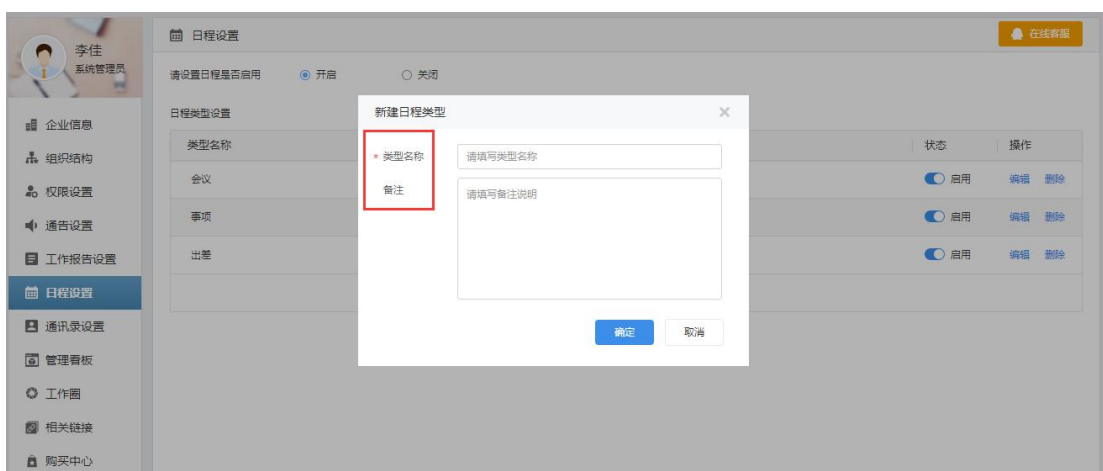 李佳
系统管理员
企业信息
组织结构
权限设置
通告设置
工作报告设置
日程设置
通讯录设置
管理看板
工作圈
相关链接
购买中心
日程设置
在线客服
请设置日程是否启用 开启 关闭
日程类型设置
类型名称 状态 操作
会议 启用 编辑 删除
事项 启用 编辑 删除
出差 启用 编辑 删除
新建日程类型
* 类型名称 请填写类型名称
备注 请填写备注说明
确定 取消